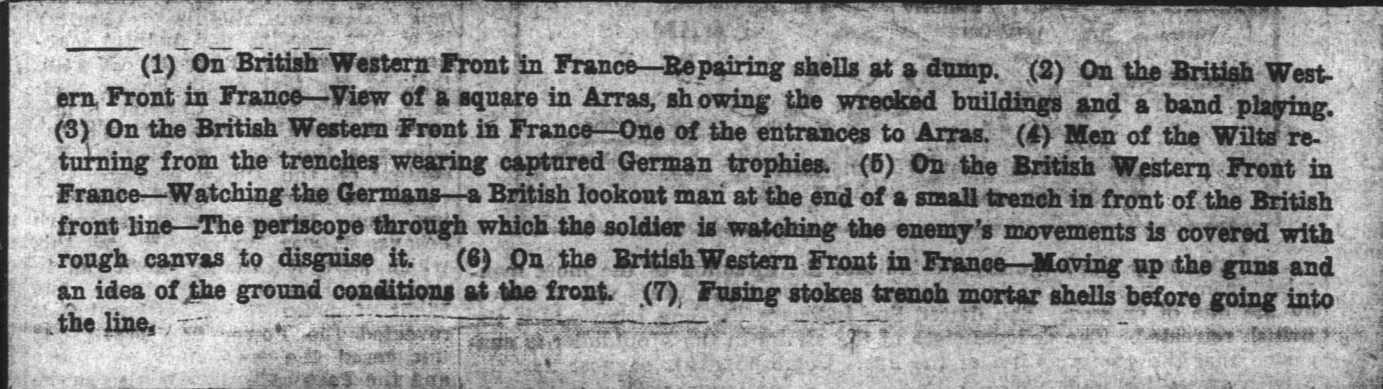 (1) On British Western Front in France—Repairing shells at a dump. (2) On the British West-
ern Front in France—View of a square in Arras, showing the wrecked buildings and a band playing.
(3) On the British Western Front in France—One of the entrances to Arras. (4) Men of the Wilts re-
turning from the trenches wearing captured German trophies. (5) On the British Western Front in
France—Watching the Germans—a British lookout man at the end of a small trench in front of the British
front line—The periscope through which the soldier is watching the enemy's movements is covered with
rough canvas to disguise it. (6) On the British Western Front in France—Moving up the guns and
an idea of the ground conditions at the front. (7) Fusing stokes trench mortar shells before going into
the line.